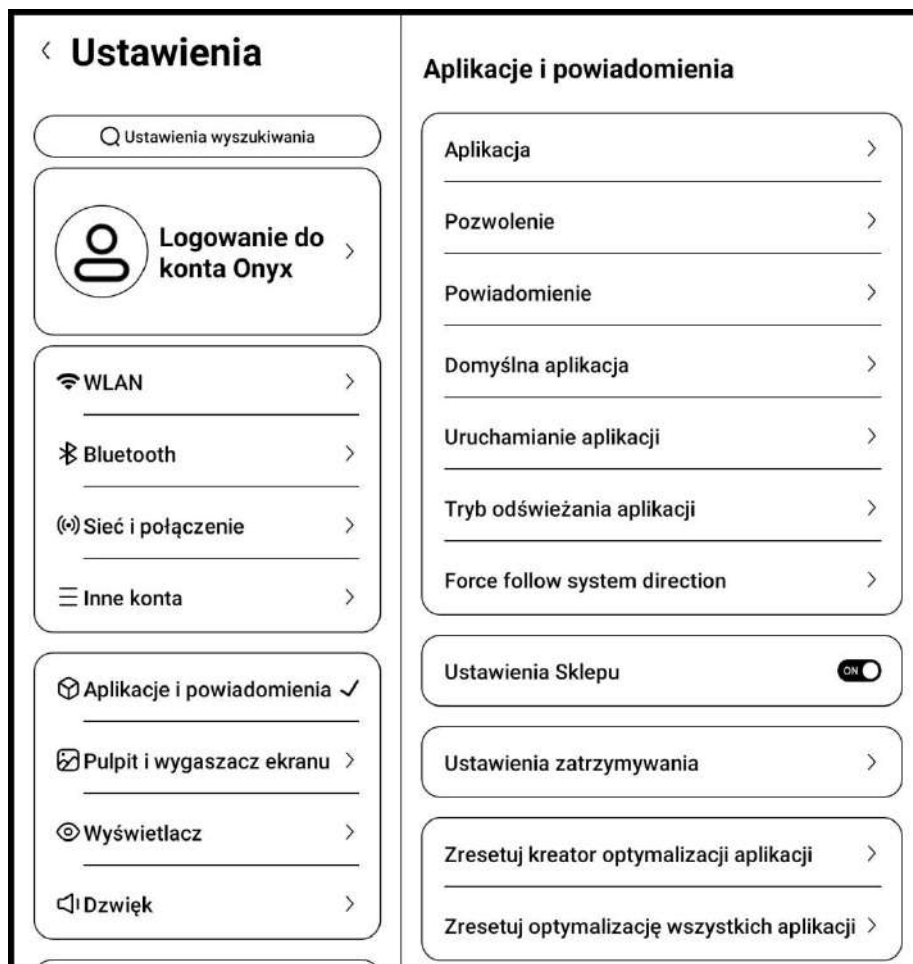 Ustawienia
Ustawienia wyszukiwania
Logowanie do
konta Onyx
WLAN
Bluetooth
Sieć i połączenie
Inne konta
Aplikacje i powiadomienia
Pulpit i wygaszacz ekranu
Wyświetlacz
Dzwięk
Aplikacje i powiadomienia
Aplikacja
Pozwolenie
Powiadomienie
Domyślna aplikacja
Uruchamianie aplikacji
Tryb odświeżania aplikacji
Force follow system direction
Ustawienia Sklepu
ON
Ustawienia zatrzymywania
Zresetuj kreator optymalizacji aplikacji
Zresetuj optymalizację wszystkich aplikacji